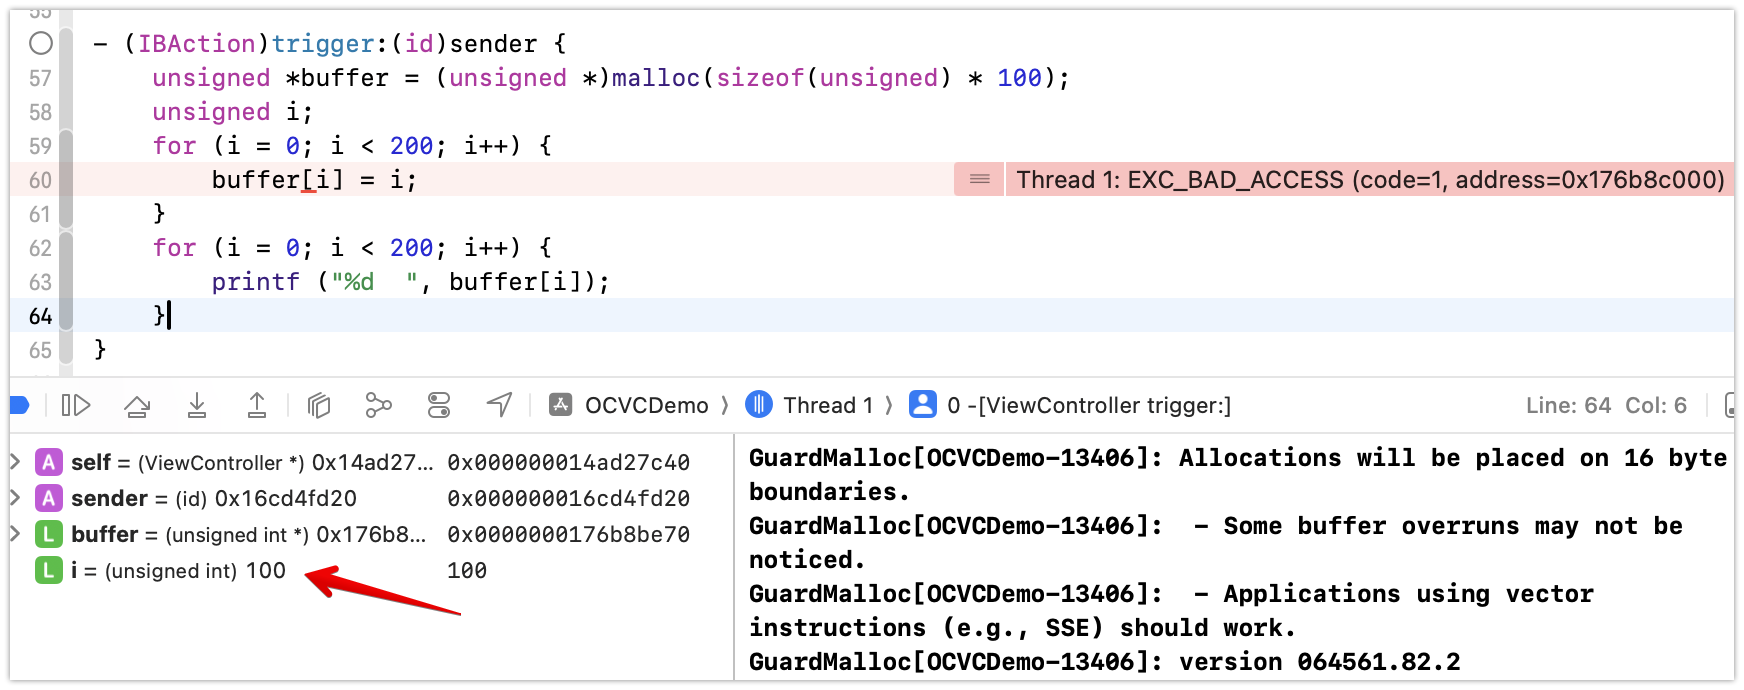 55
- (IBAction)trigger:(id)sender {
57 unsigned *buffer = (unsigned *)malloc(sizeof(unsigned) * 100);
58 unsigned i;
59 for (i = 0; i < 200; i++) {
60 buffer[i] = i; Thread 1: EXC_BAD_ACCESS (code=1, address=0x176b8c000)
61 }
62 for (i = 0; i < 200; i++) {
63 printf ("%d  ", buffer[i]);
64 }
65 }
OCVCDemo ⟩ Thread 1 ⟩ 0 -[ViewController trigger:] Line: 64 Col: 6
A self = (ViewController *) 0x14ad27... 0x000000014ad27c40
A sender = (id) 0x16cd4fd20 0x000000016cd4fd20
L buffer = (unsigned int *) 0x176b8... 0x0000000176b8be70
L i = (unsigned int) 100 100
GuardMalloc[OCVCDemo-13406]: Allocations will be placed on 16 byte
boundaries.
GuardMalloc[OCVCDemo-13406]:  - Some buffer overruns may not be
noticed.
GuardMalloc[OCVCDemo-13406]:  - Applications using vector
instructions (e.g., SSE) should work.
GuardMalloc[OCVCDemo-13406]: version 064561.82.2